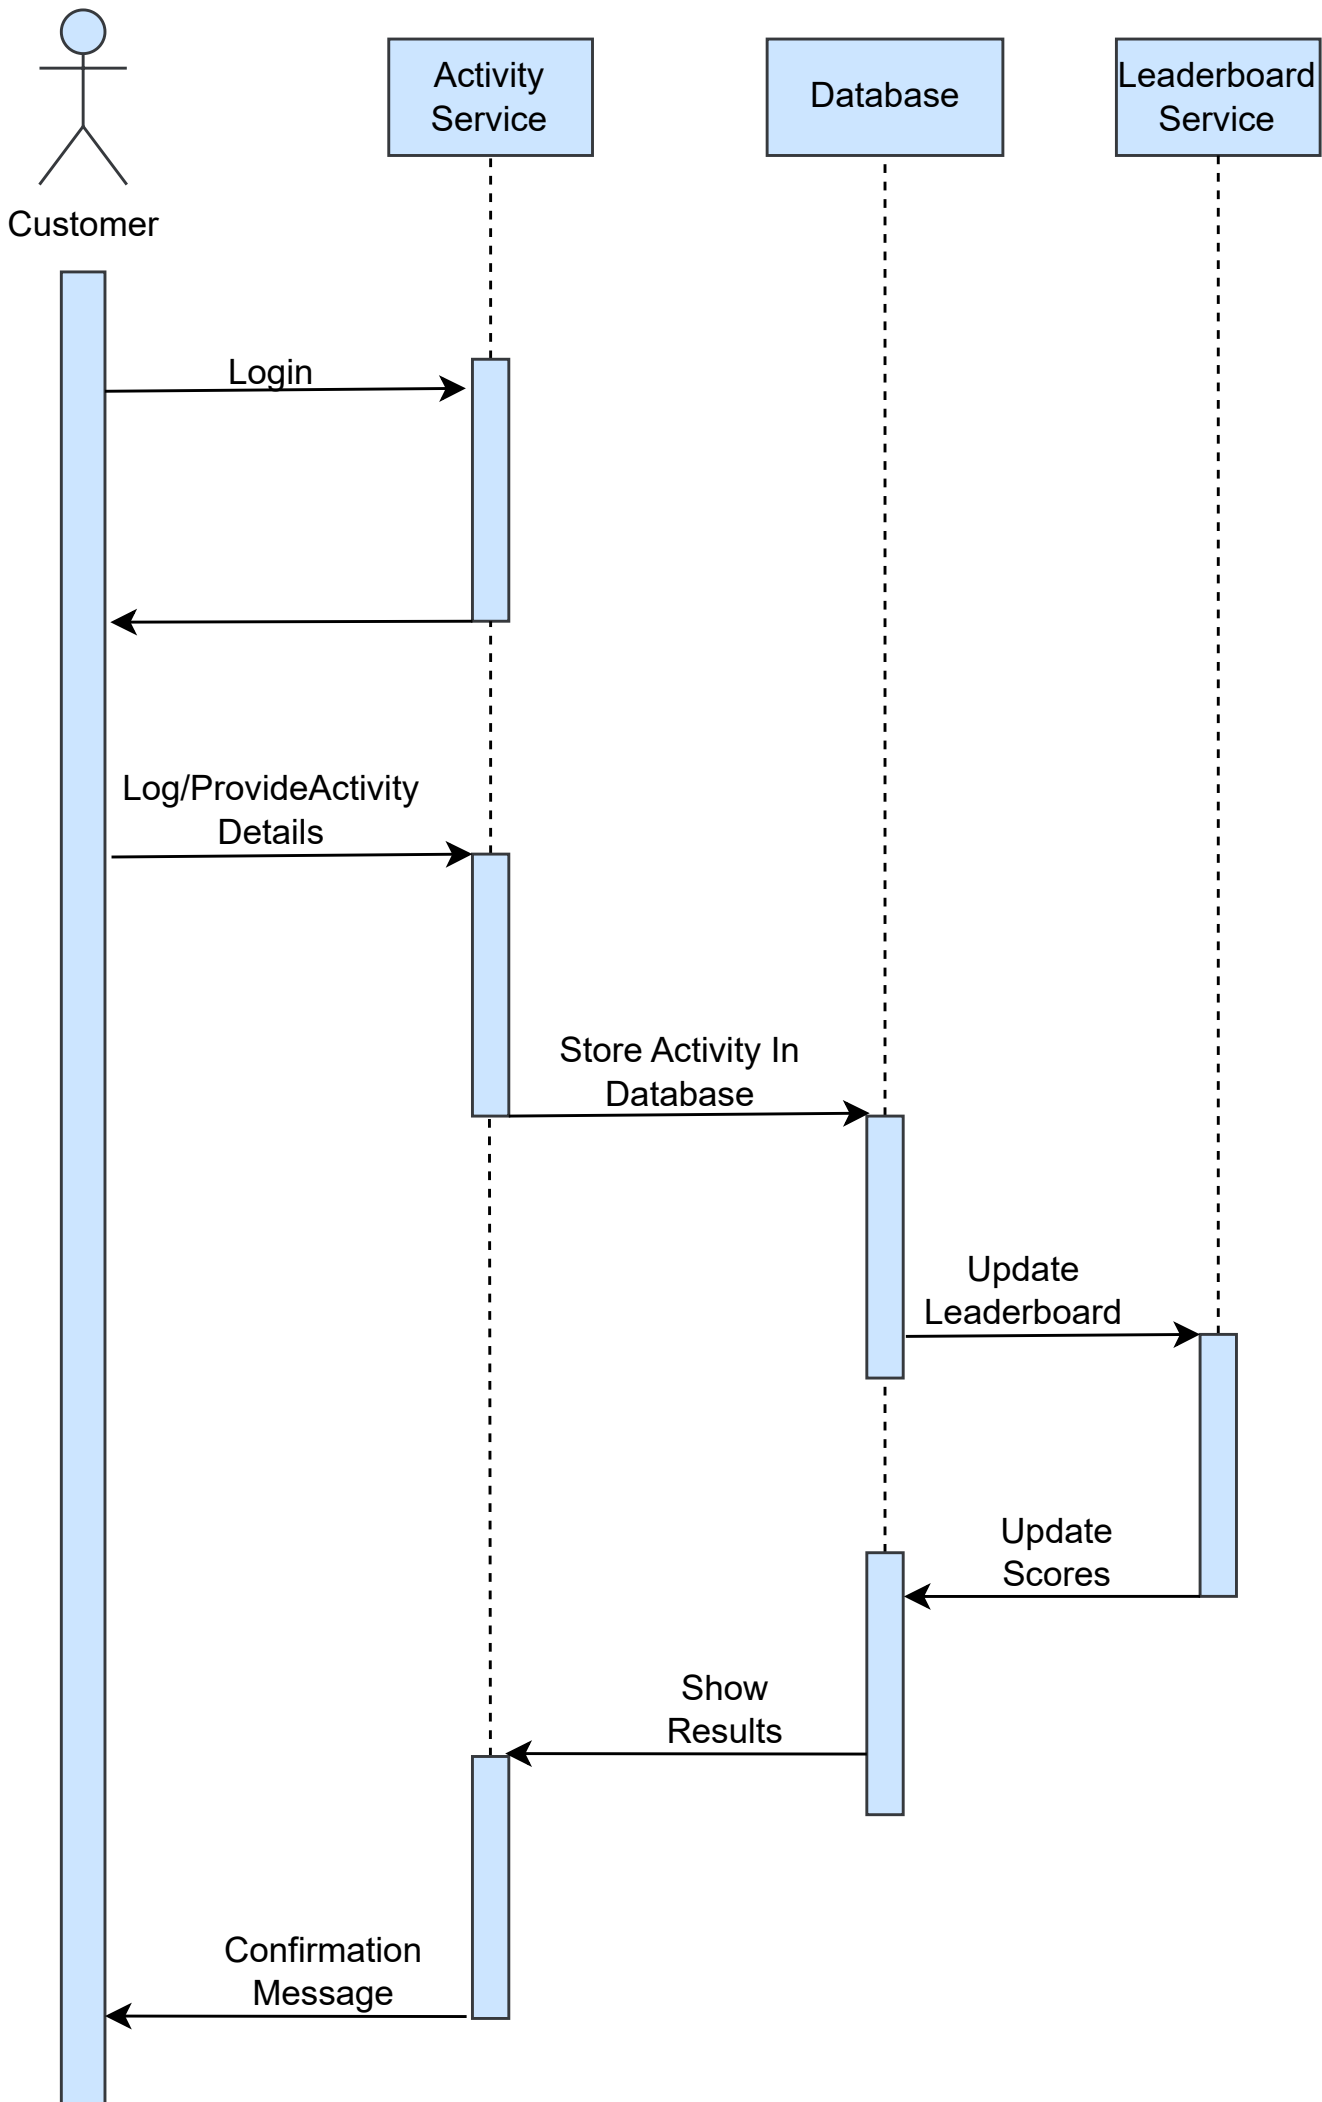 Activity
Service
Database
Leaderboard
Service
Customer
Login
Log/ProvideActivity
Details
Store Activity In
Database
Update
Leaderboard
Update
Scores
Show
Results
Confirmation
Message